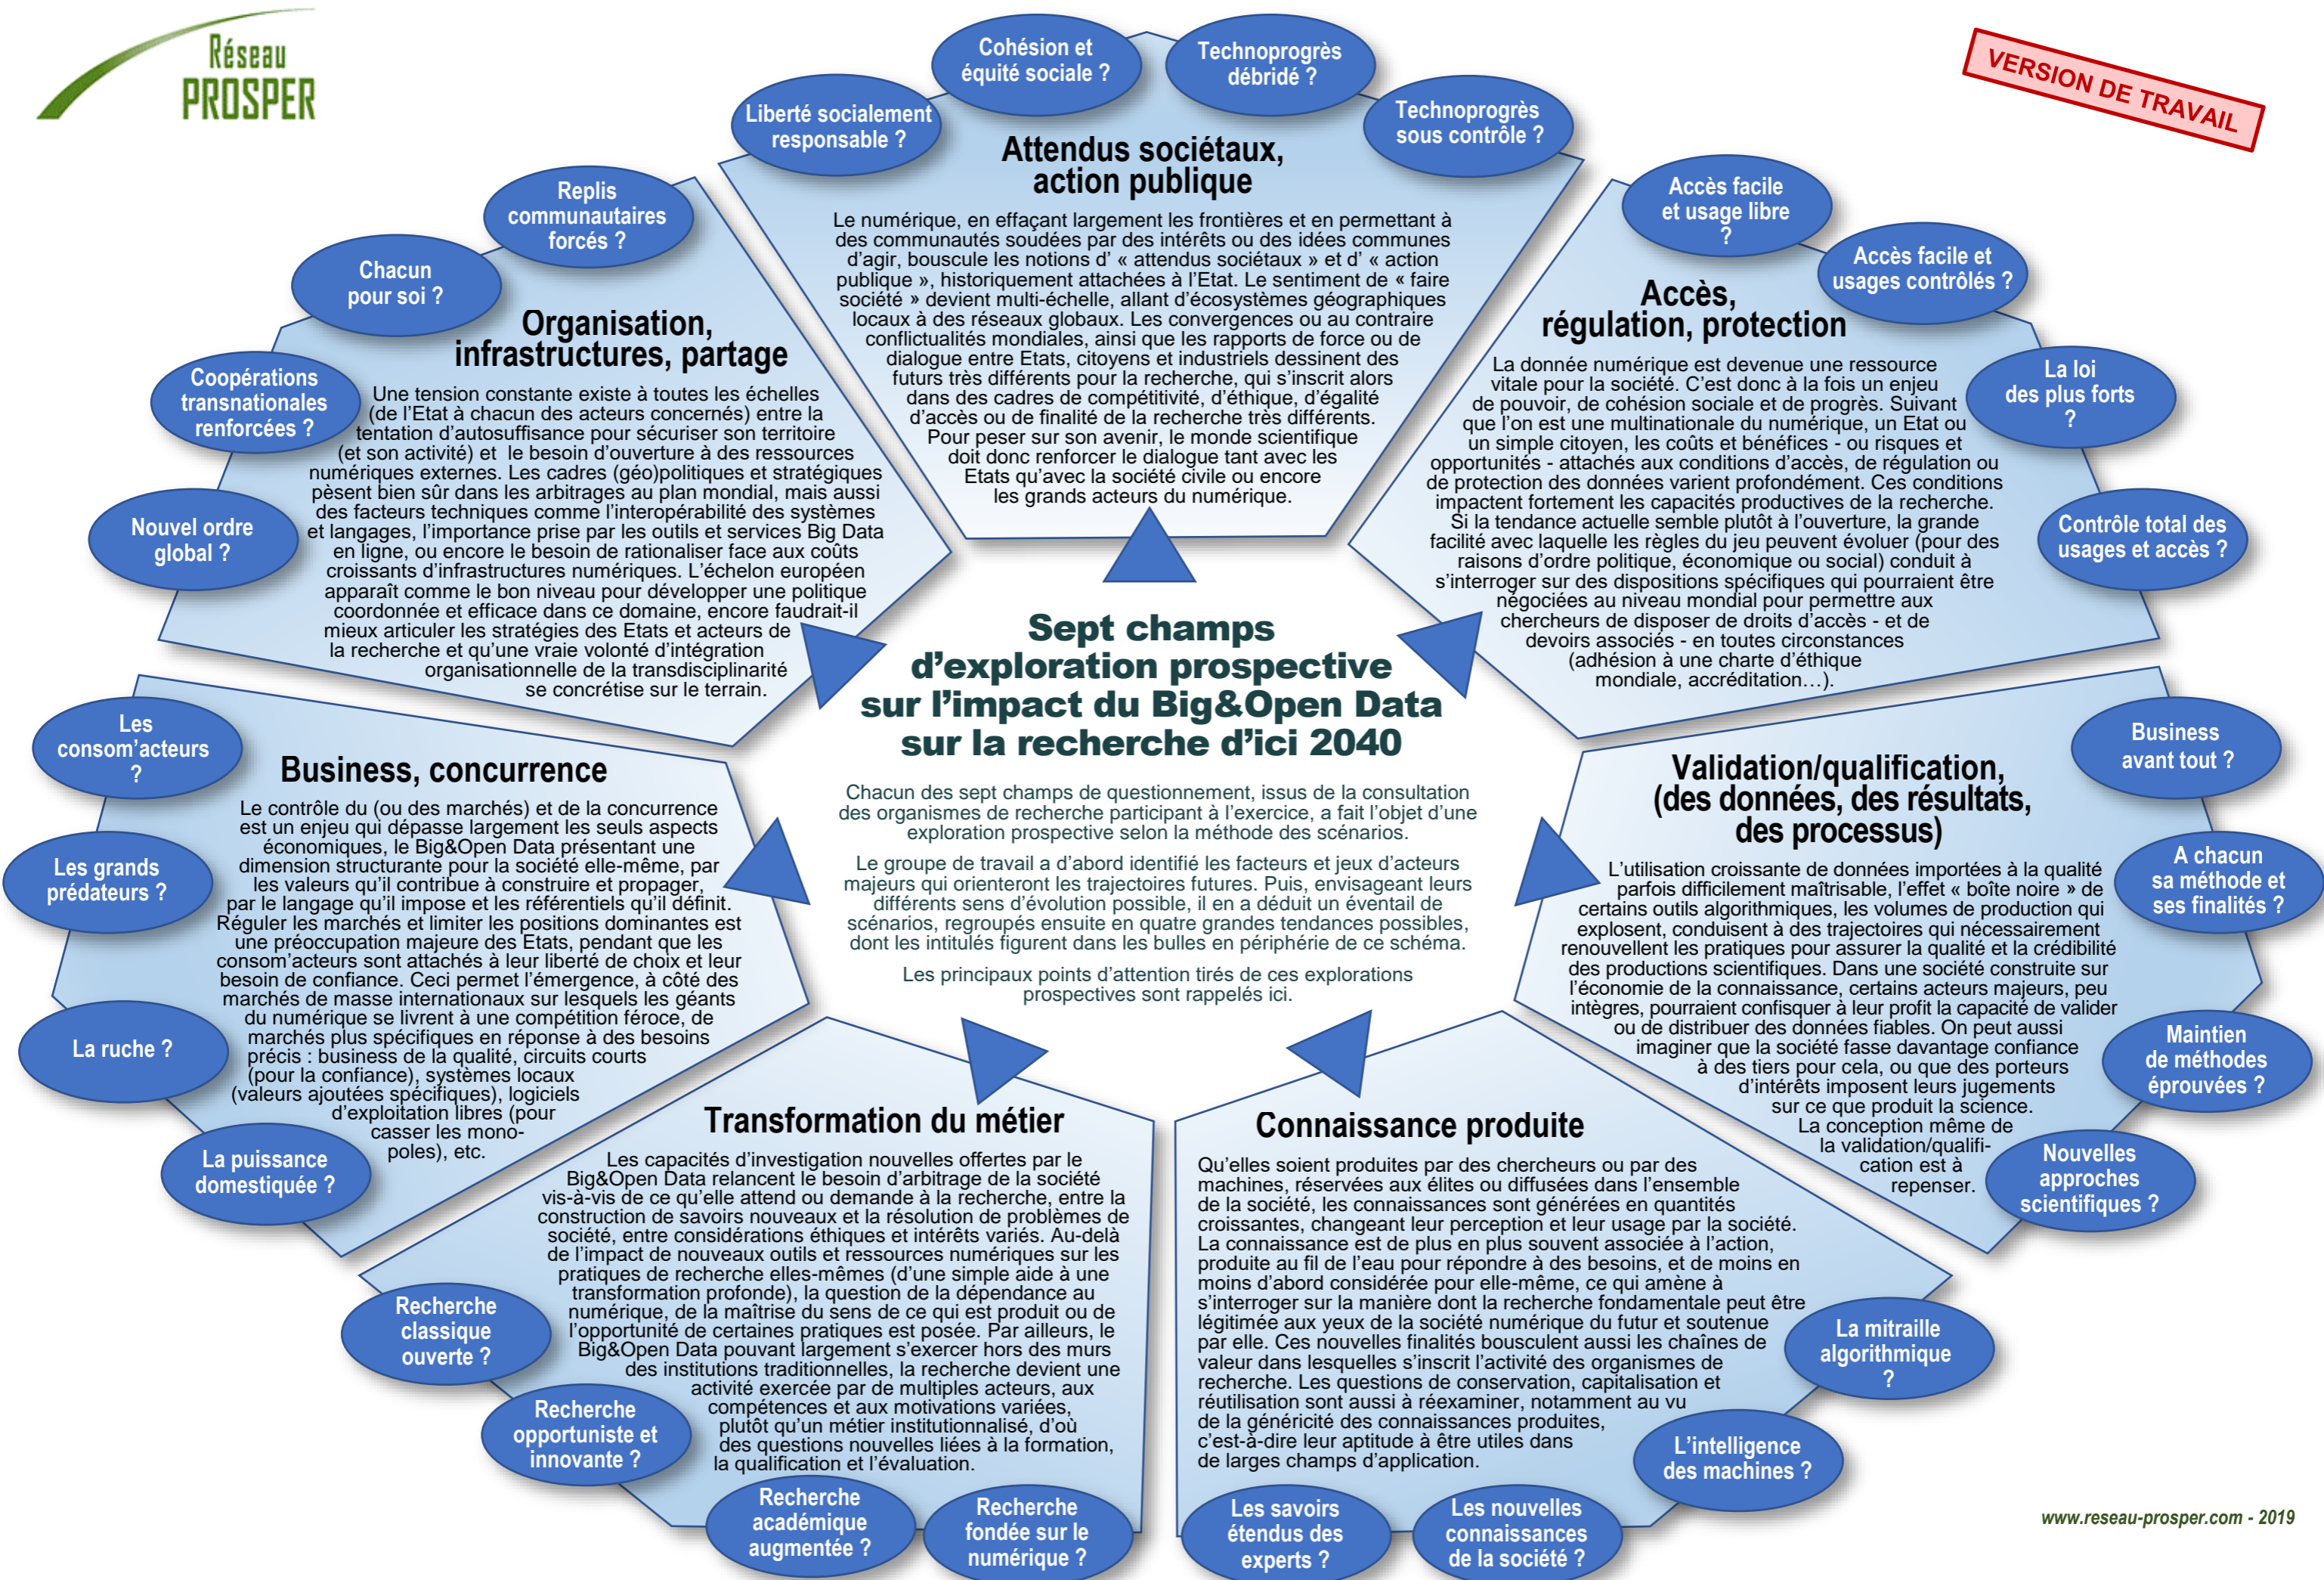 Réseau
PROSPER
VERSION DE TRAVAIL
Liberté socialement
responsable ?
Cohésion et
équité sociale ?
Technoprogrès
débridé ?
Technoprogrès
sous contrôle ?
Attendus sociétaux,
action publique
Le numérique, en effaçant largement les frontières et en permettant à
des communautés soudées par des intérêts ou des idées communes
d'agir, bouscule les notions d' « attendus sociétaux » et d' « action
publique », historiquement attachées à l'Etat. Le sentiment de « faire
société » devient multi-échelle, allant d'écosystèmes géographiques
locaux à des réseaux globaux. Les convergences ou au contraire
conflictualités mondiales, ainsi que les rapports de force ou de
dialogue entre Etats, citoyens et industriels dessinent des
futurs très différents pour la recherche, qui s'inscrit alors
dans des cadres de compétitivité, d'éthique, d'égalité
d'accès ou de finalité de la recherche très différents.
Pour peser sur son avenir, le monde scientifique
doit donc renforcer le dialogue tant avec les
Etats qu'avec la société civile ou encore
les grands acteurs du numérique.
Accès facile
et usage libre
?
Accès facile et
usages contrôlés ?
La loi
des plus forts
?
Contrôle total des
usages et accès ?
Accès,
régulation, protection
La donnée numérique est devenue une ressource
vitale pour la société. C'est donc à la fois un enjeu
de pouvoir, de cohésion sociale et de progrès. Suivant
que l'on est une multinationale du numérique, un Etat ou
un simple citoyen, les coûts et bénéfices - ou risques et
opportunités - attachés aux conditions d'accès, de régulation ou
de protection des données varient profondément. Ces conditions
impactent fortement les capacités productives de la recherche.
Si la tendance actuelle semble plutôt à l'ouverture, la grande
facilité avec laquelle les règles du jeu peuvent évoluer (pour des
raisons d'ordre politique, économique ou social) conduit à
s'interroger sur des dispositions spécifiques qui pourraient être
négociées au niveau mondial pour permettre aux
chercheurs de disposer de droits d'accès - et de
devoirs associés - en toutes circonstances
(adhésion à une charte d'éthique
mondiale, accréditation…).
Replis
communautaires
forcés ?
Chacun
pour soi ?
Coopérations
transnationales
renforcées ?
Nouvel ordre
global ?
Organisation,
infrastructures, partage
Une tension constante existe à toutes les échelles
(de l'Etat à chacun des acteurs concernés) entre la
tentation d'autosuffisance pour sécuriser son territoire
(et son activité) et le besoin d'ouverture à des ressources
numériques externes. Les cadres (géo)politiques et stratégiques
pèsent bien sûr dans les arbitrages au plan mondial, mais aussi
des facteurs techniques comme l'interopérabilité des systèmes
et langages, l'importance prise par les outils et services Big Data
en ligne, ou encore le besoin de rationaliser face aux coûts
croissants d'infrastructures numériques. L'échelon européen
apparaît comme le bon niveau pour développer une politique
coordonnée et efficace dans ce domaine, encore faudrait-il
mieux articuler les stratégies des Etats et acteurs de
la recherche et qu'une vraie volonté d'intégration
organisationnelle de la transdisciplinarité
se concrétise sur le terrain.
Sept champs
d'exploration prospective
sur l'impact du Big&Open Data
sur la recherche d'ici 2040
Chacun des sept champs de questionnement, issus de la consultation
des organismes de recherche participant à l'exercice, a fait l'objet d'une
exploration prospective selon la méthode des scénarios.
Le groupe de travail a d'abord identifié les facteurs et jeux d'acteurs
majeurs qui orienteront les trajectoires futures. Puis, envisageant leurs
différents sens d'évolution possible, il en a déduit un éventail de
scénarios, regroupés ensuite en quatre grandes tendances possibles,
dont les intitulés figurent dans les bulles en périphérie de ce schéma.
Les principaux points d'attention tirés de ces explorations
prospectives sont rappelés ici.
Les
consom'acteurs
?
Les grands
prédateurs ?
La ruche ?
La puissance
domestiquée ?
Business, concurrence
Le contrôle du (ou des marchés) et de la concurrence
est un enjeu qui dépasse largement les seuls aspects
économiques, le Big&Open Data présentant une
dimension structurante pour la société elle-même, par
les valeurs qu'il contribue à construire et propager,
par le langage qu'il impose et les référentiels qu'il définit.
Réguler les marchés et limiter les positions dominantes est
une préoccupation majeure des Etats, pendant que les
consom'acteurs sont attachés à leur liberté de choix et leur
besoin de confiance. Ceci permet l'émergence, à côté des
marchés de masse internationaux sur lesquels les géants
du numérique se livrent à une compétition féroce, de
marchés plus spécifiques en réponse à des besoins
précis : business de la qualité, circuits courts
(pour la confiance), systèmes locaux
(valeurs ajoutées spécifiques), logiciels
d'exploitation libres (pour
casser les mono-
poles), etc.
Business
avant tout ?
A chacun
sa méthode et
ses finalités ?
Maintien
de méthodes
éprouvées ?
Nouvelles
approches
scientifiques ?
Validation/qualification,
(des données, des résultats,
des processus)
L'utilisation croissante de données importées à la qualité
parfois difficilement maîtrisable, l'effet « boîte noire » de
certains outils algorithmiques, les volumes de production qui
explosent, conduisent à des trajectoires qui nécessairement
renouvellent les pratiques pour assurer la qualité et la crédibilité
des productions scientifiques. Dans une société construite sur
l'économie de la connaissance, certains acteurs majeurs, peu
intègres, pourraient confisquer à leur profit la capacité de valider
ou de distribuer des données fiables. On peut aussi
imaginer que la société fasse davantage confiance
à des tiers pour cela, ou que des porteurs
d'intérêts imposent leurs jugements
sur ce que produit la science.
La conception même de
la validation/qualifi-
cation est à
repenser.
Transformation du métier
Les capacités d'investigation nouvelles offertes par le
Big&Open Data relancent le besoin d'arbitrage de la société
vis-à-vis de ce qu'elle attend ou demande à la recherche, entre la
construction de savoirs nouveaux et la résolution de problèmes de
société, entre considérations éthiques et intérêts variés. Au-delà
de l'impact de nouveaux outils et ressources numériques sur les
pratiques de recherche elles-mêmes (d'une simple aide à une
transformation profonde), la question de la dépendance au
numérique, de la maîtrise du sens de ce qui est produit ou de
l'opportunité de certaines pratiques est posée. Par ailleurs, le
Big&Open Data pouvant largement s'exercer hors des murs
des institutions traditionnelles, la recherche devient une
activité exercée par de multiples acteurs, aux
compétences et aux motivations variées,
plutôt qu'un métier institutionnalisé, d'où
des questions nouvelles liées à la formation,
la qualification et l'évaluation.
Recherche
classique
ouverte ?
Recherche
opportuniste et
innovante ?
Recherche
académique
augmentée ?
Recherche
fondée sur le
numérique ?
Connaissance produite
Qu'elles soient produites par des chercheurs ou par des
machines, réservées aux élites ou diffusées dans l'ensemble
de la société, les connaissances sont générées en quantités
croissantes, changeant leur perception et leur usage par la société.
La connaissance est de plus en plus souvent associée à l'action,
produite au fil de l'eau pour répondre à des besoins, et de moins en
moins d'abord considérée pour elle-même, ce qui amène à
s'interroger sur la manière dont la recherche fondamentale peut être
légitimée aux yeux de la société numérique du futur et soutenue
par elle. Ces nouvelles finalités bousculent aussi les chaînes de
valeur dans lesquelles s'inscrit l'activité des organismes de
recherche. Les questions de conservation, capitalisation et
réutilisation sont aussi à réexaminer, notamment au vu
de la généricité des connaissances produites,
c'est-à-dire leur aptitude à être utiles dans
de larges champs d'application.
La mitraille
algorithmique
?
L'intelligence
des machines ?
Les savoirs
étendus des
experts ?
Les nouvelles
connaissances
de la société ?
www.reseau-prosper.com - 2019